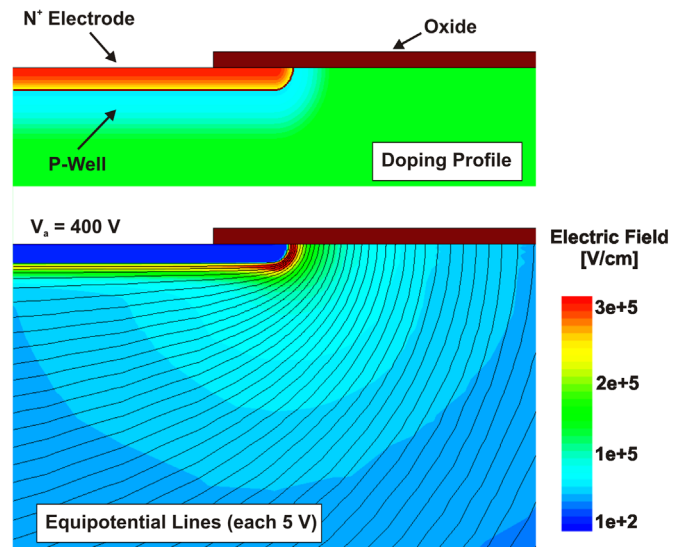 N⁺ Electrode
Oxide
P-Well
Doping Profile
Vₐ = 400 V
Electric Field
[V/cm]
3e+5
2e+5
1e+5
1e+2
Equipotential Lines (each 5 V)